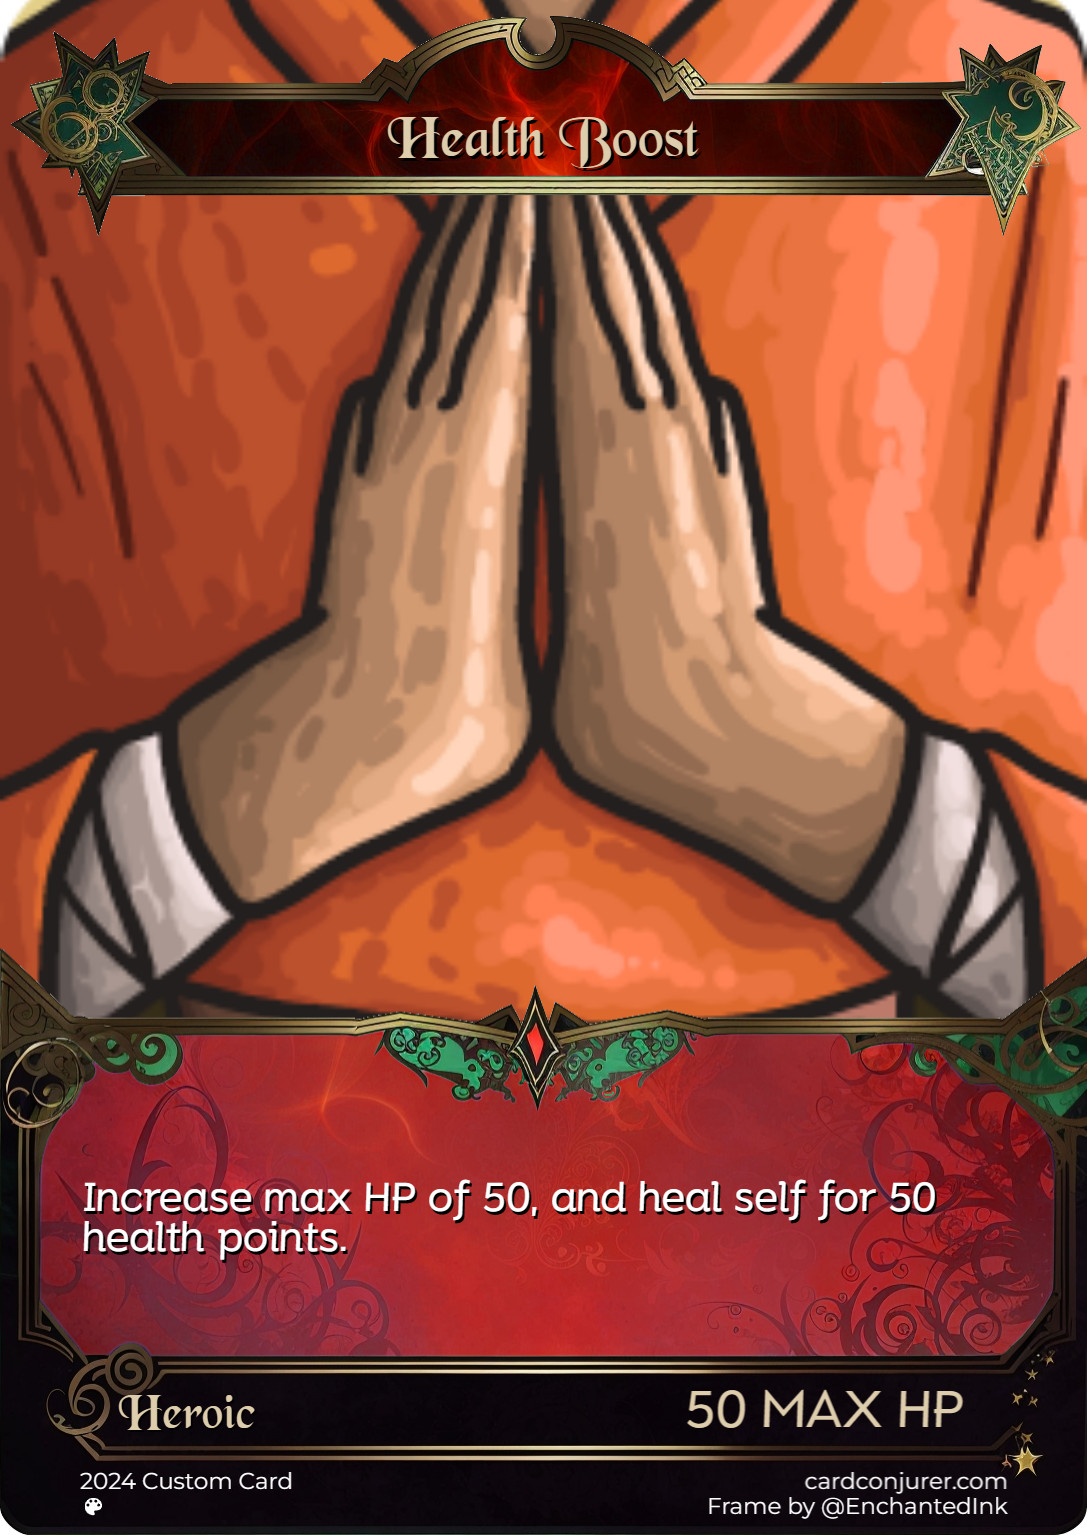 Health Boost
Increase max HP of 50, and heal self for 50
health points.
Heroic
50 MAX HP
2024 Custom Card
cardconjurer.com
Frame by @EnchantedInk